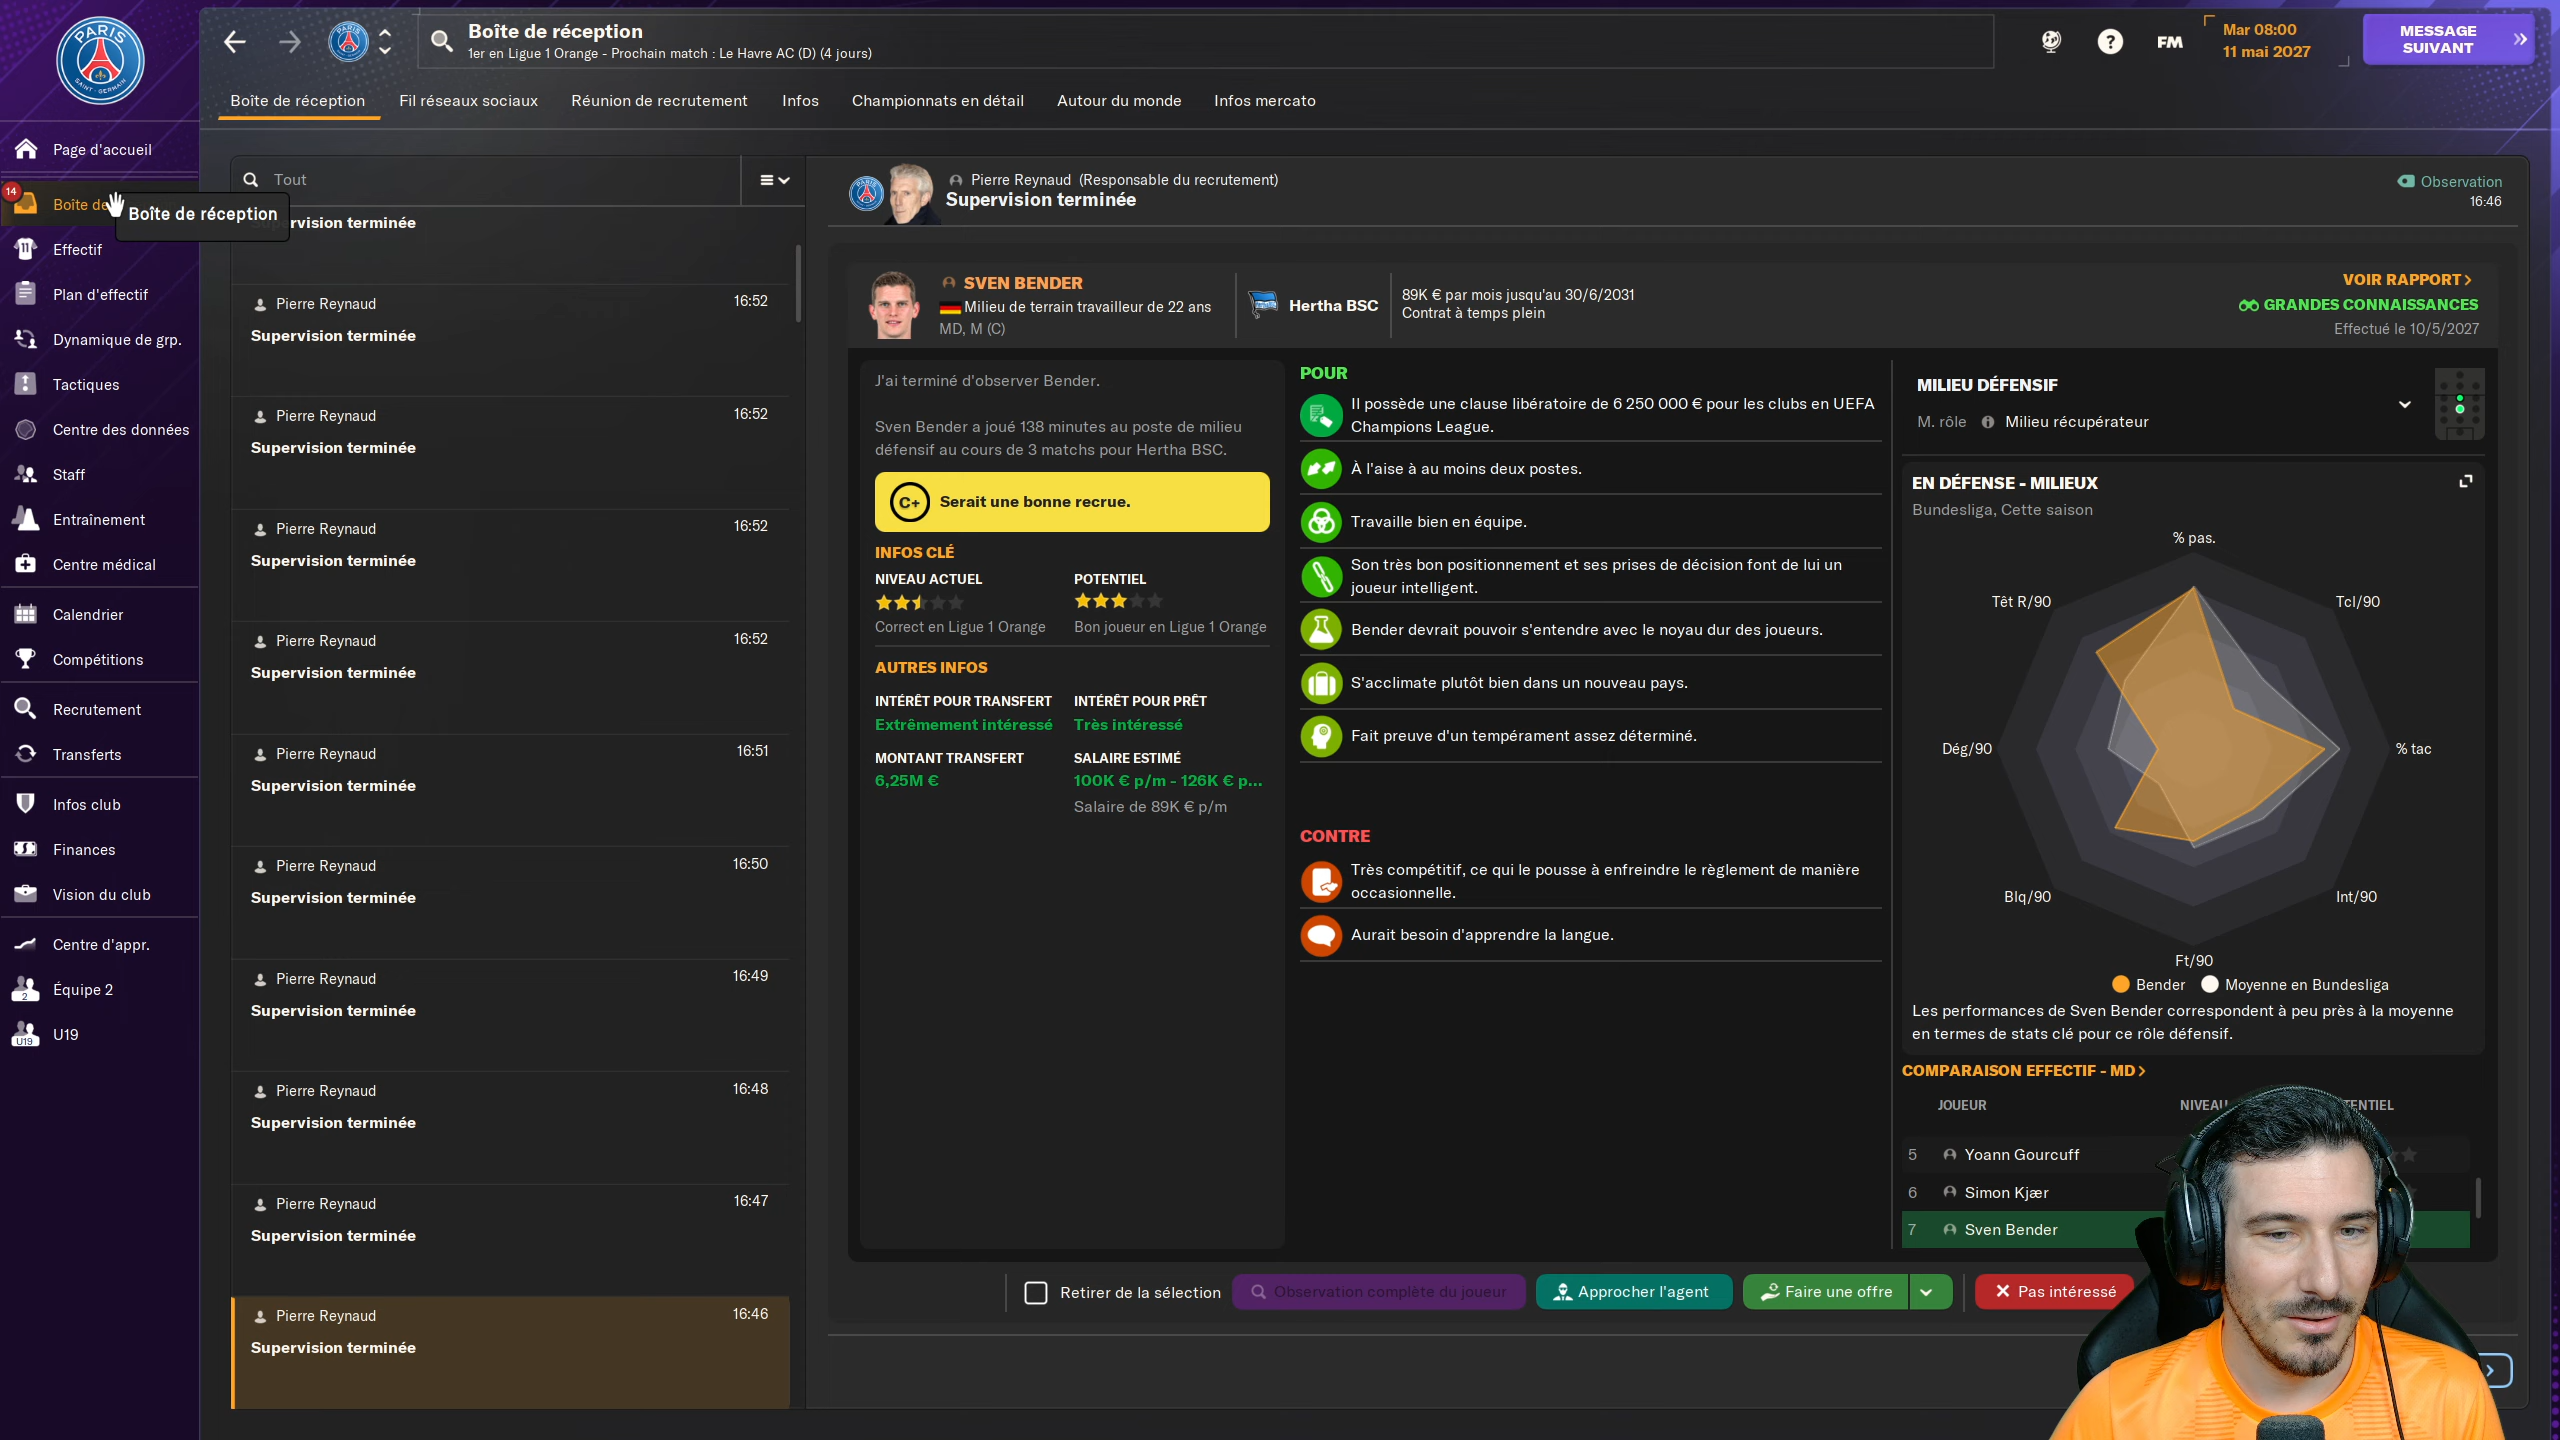 PARIS
SAINT-GERMAIN
Boîte de réception
1er en Ligue 1 Orange - Prochain match : Le Havre AC (D) (4 jours)
FM
Mar 08:00
11 mai 2027
MESSAGE
SUIVANT
Boîte de réception
Fil réseaux sociaux
Réunion de recrutement
Infos
Championnats en détail
Autour du monde
Infos mercato
Page d'accueil
14
Boîte de
Boîte de réception
Effectif
Plan d'effectif
Dynamique de grp.
Tactiques
Centre des données
Staff
Entraînement
Centre médical
Calendrier
Compétitions
Recrutement
Transferts
Infos club
Finances
Vision du club
Centre d'appr.
2
Équipe 2
U19
U19
Tout
Supervision terminée
Pierre Reynaud 16:52
Supervision terminée
Pierre Reynaud 16:52
Supervision terminée
Pierre Reynaud 16:52
Supervision terminée
Pierre Reynaud 16:52
Supervision terminée
Pierre Reynaud 16:51
Supervision terminée
Pierre Reynaud 16:50
Supervision terminée
Pierre Reynaud 16:49
Supervision terminée
Pierre Reynaud 16:48
Supervision terminée
Pierre Reynaud 16:47
Supervision terminée
Pierre Reynaud 16:46
Supervision terminée
Pierre Reynaud (Responsable du recrutement)
Supervision terminée
Observation
16:46
SVEN BENDER
Milieu de terrain travailleur de 22 ans
MD, M (C)
Hertha BSC
89K € par mois jusqu'au 30/6/2031
Contrat à temps plein
VOIR RAPPORT
GRANDES CONNAISSANCES
Effectué le 10/5/2027
J'ai terminé d'observer Bender.
Sven Bender a joué 138 minutes au poste de milieu
défensif au cours de 3 matchs pour Hertha BSC.
C+ Serait une bonne recrue.
INFOS CLÉ
NIVEAU ACTUEL
Correct en Ligue 1 Orange
POTENTIEL
Bon joueur en Ligue 1 Orange
AUTRES INFOS
INTÉRÊT POUR TRANSFERT
Extrêmement intéressé
INTÉRÊT POUR PRÊT
Très intéressé
MONTANT TRANSFERT
6,25M €
SALAIRE ESTIMÉ
100K € p/m - 126K € p...
Salaire de 89K € p/m
POUR
Il possède une clause libératoire de 6 250 000 € pour les clubs en UEFA
Champions League.
À l'aise à au moins deux postes.
Travaille bien en équipe.
Son très bon positionnement et ses prises de décision font de lui un
joueur intelligent.
Bender devrait pouvoir s'entendre avec le noyau dur des joueurs.
S'acclimate plutôt bien dans un nouveau pays.
Fait preuve d'un tempérament assez déterminé.
CONTRE
Très compétitif, ce qui le pousse à enfreindre le règlement de manière
occasionnelle.
Aurait besoin d'apprendre la langue.
MILIEU DÉFENSIF
M. rôle Milieu récupérateur
EN DÉFENSE - MILIEUX
Bundesliga, Cette saison
% pas.
Têt R/90
Tcl/90
Dég/90
% tac
Blq/90
Int/90
Ft/90
Bender
Moyenne en Bundesliga
Les performances de Sven Bender correspondent à peu près à la moyenne
en termes de stats clé pour ce rôle défensif.
COMPARAISON EFFECTIF - MD
JOUEUR NIVEAU
5 Yoann Gourcuff
6 Simon Kjær
7 Sven Bender
Retirer de la sélection
Observation complète du joueur
Approcher l'agent
Faire une offre
Pas intéressé